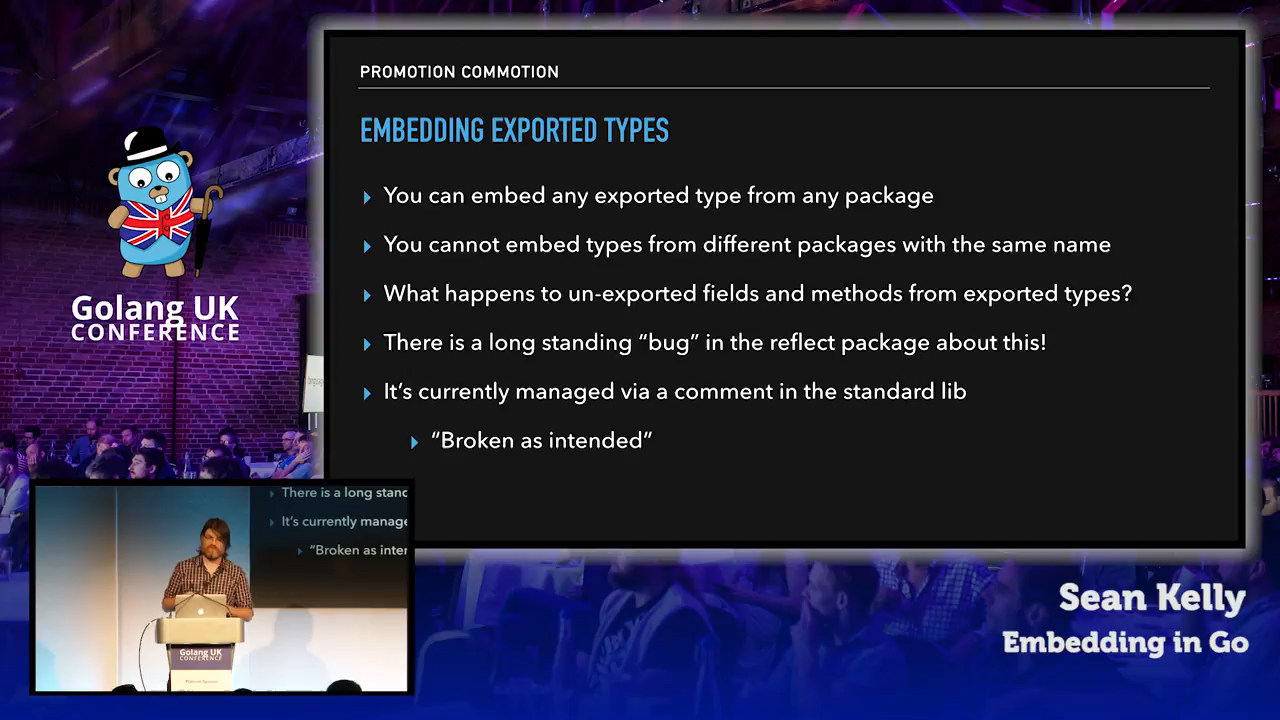 PROMOTION COMMOTION
EMBEDDING EXPORTED TYPES
You can embed any exported type from any package
You cannot embed types from different packages with the same name
What happens to un-exported fields and methods from exported types?
There is a long standing “bug” in the reflect package about this!
It’s currently managed via a comment in the standard lib
“Broken as intended”
Golang UK
CONFERENCE
There is a long stand
It’s currently manage
“Broken as inter
Golang UK
CONFERENCE
Sean Kelly
Embedding in Go